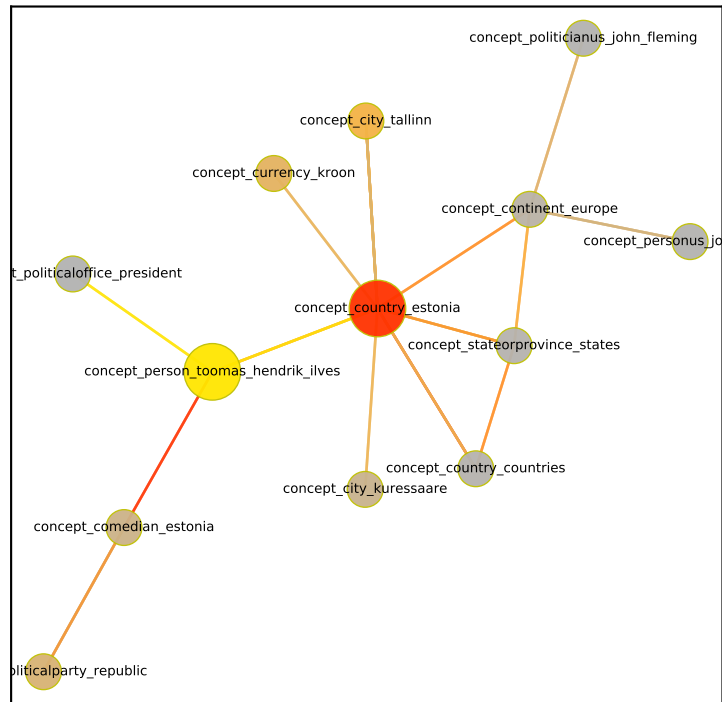 concept_politicianus_john_fleming
concept_city_tallinn
concept_currency_kroon
concept_continent_europe
concept_personus_jo
t_politicaloffice_president
concept_country_estonia
concept_stateorprovince_states
concept_person_toomas_hendrik_ilves
concept_country_countries
concept_city_kuressaare
concept_comedian_estonia
oliticalparty_republic